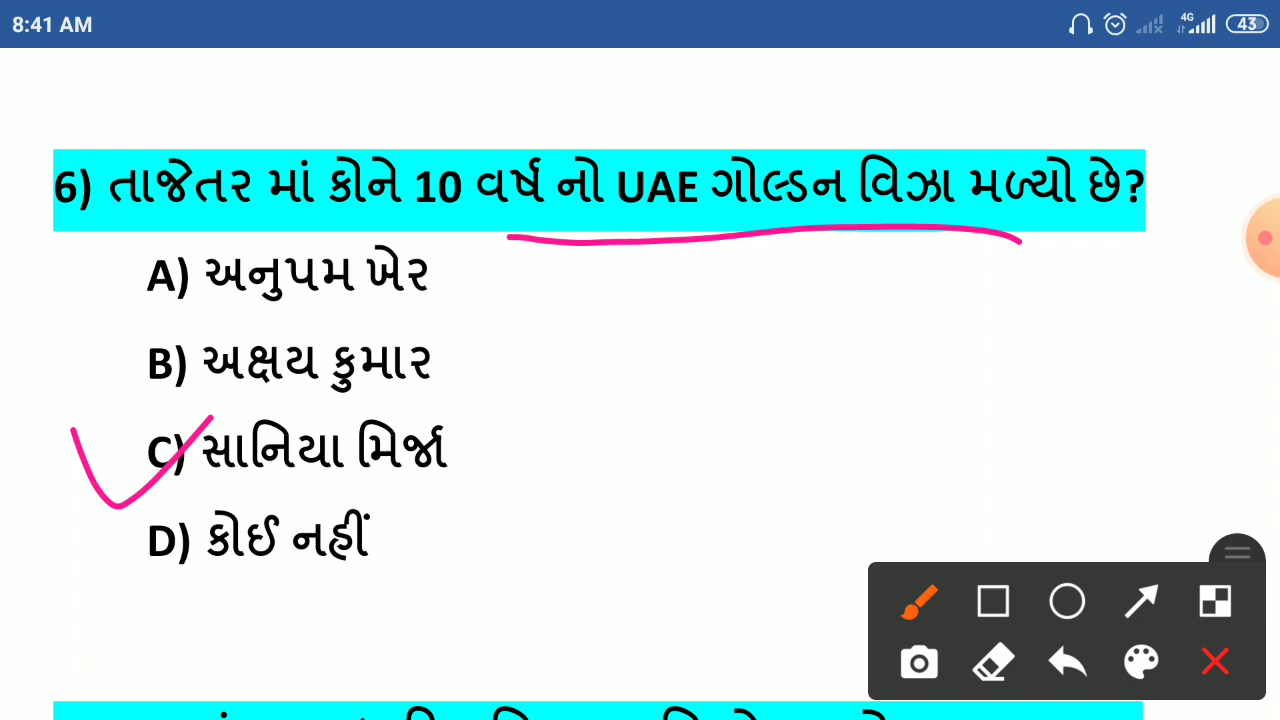 8:41 AM
4G
43
6) તાજેતર માં કોને 10 વર્ષ નો UAE ગોલ્ડન વિઝા મળ્યો છે?
A) અનુપમ ખેર
B) અક્ષય કુમાર
C) સાનિયા મિર્જા
D) કોઈ નહીં